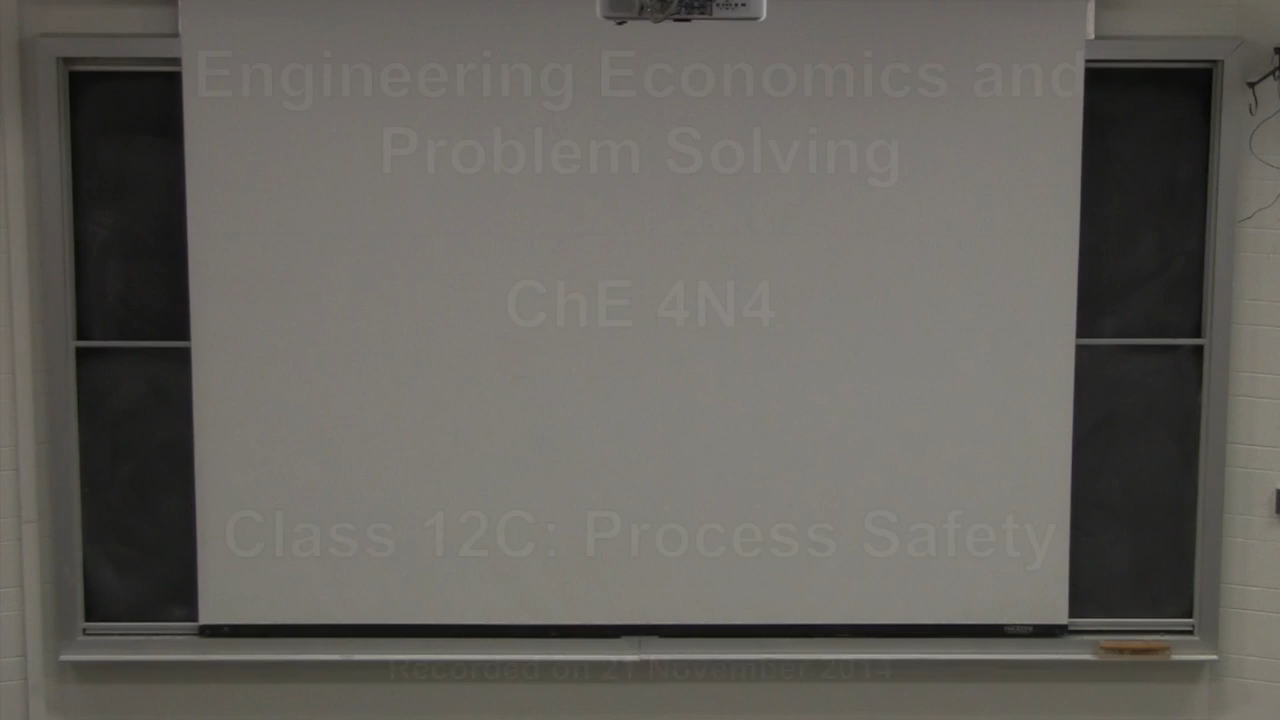 Engineering Economics and
Problem Solving
ChE 4N4
Class 12C: Process Safety
Recorded on 21 November 2014